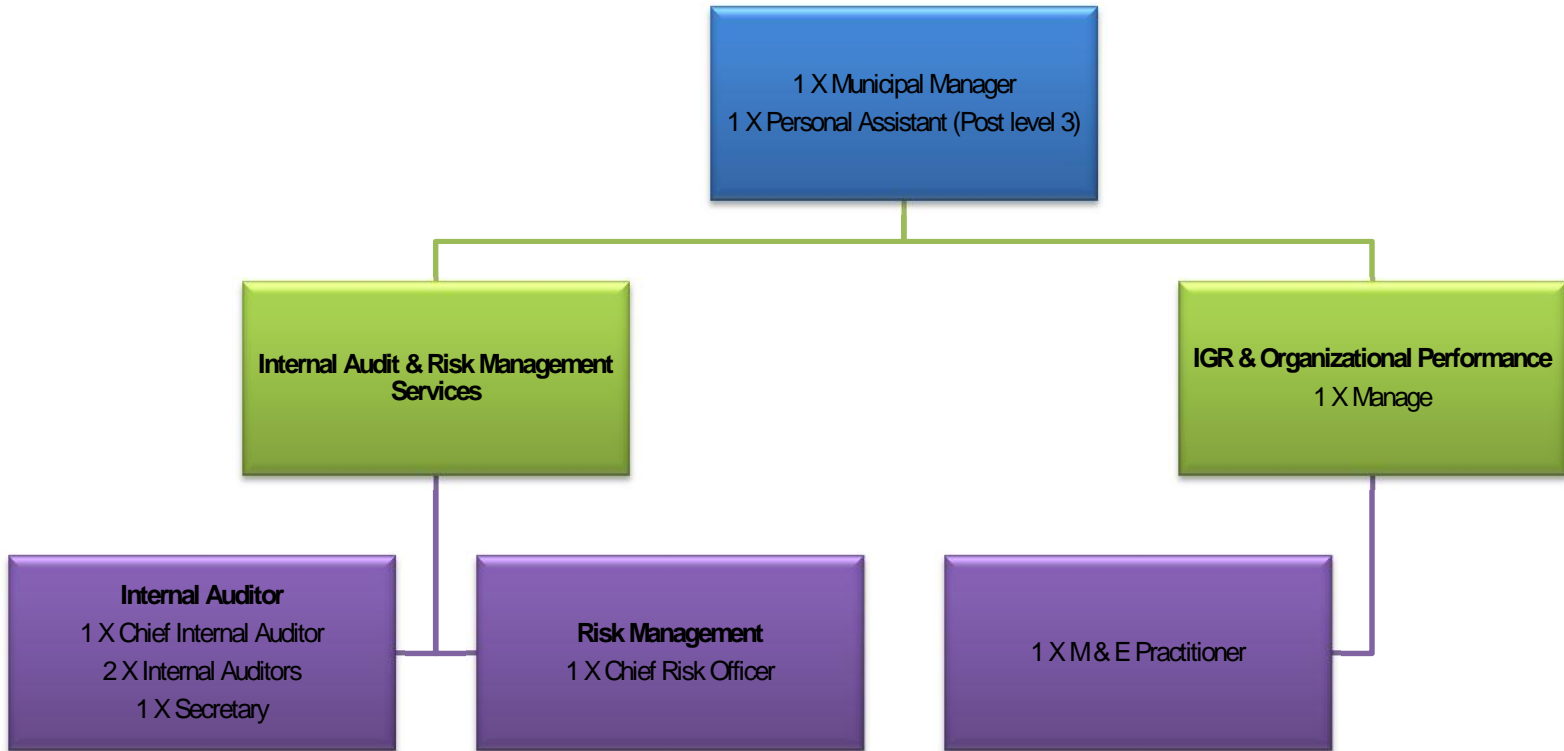 1 X Municipal Manager
1 X Personal Assistant (Post level 3)
Internal Audit & Risk Management
Services
IGR & Organizational Performance
1 X Manage
Internal Auditor
1 X Chief Internal Auditor
2 X Internal Auditors
1 X Secretary
Risk Management
1 X Chief Risk Officer
1 X M & E Practitioner